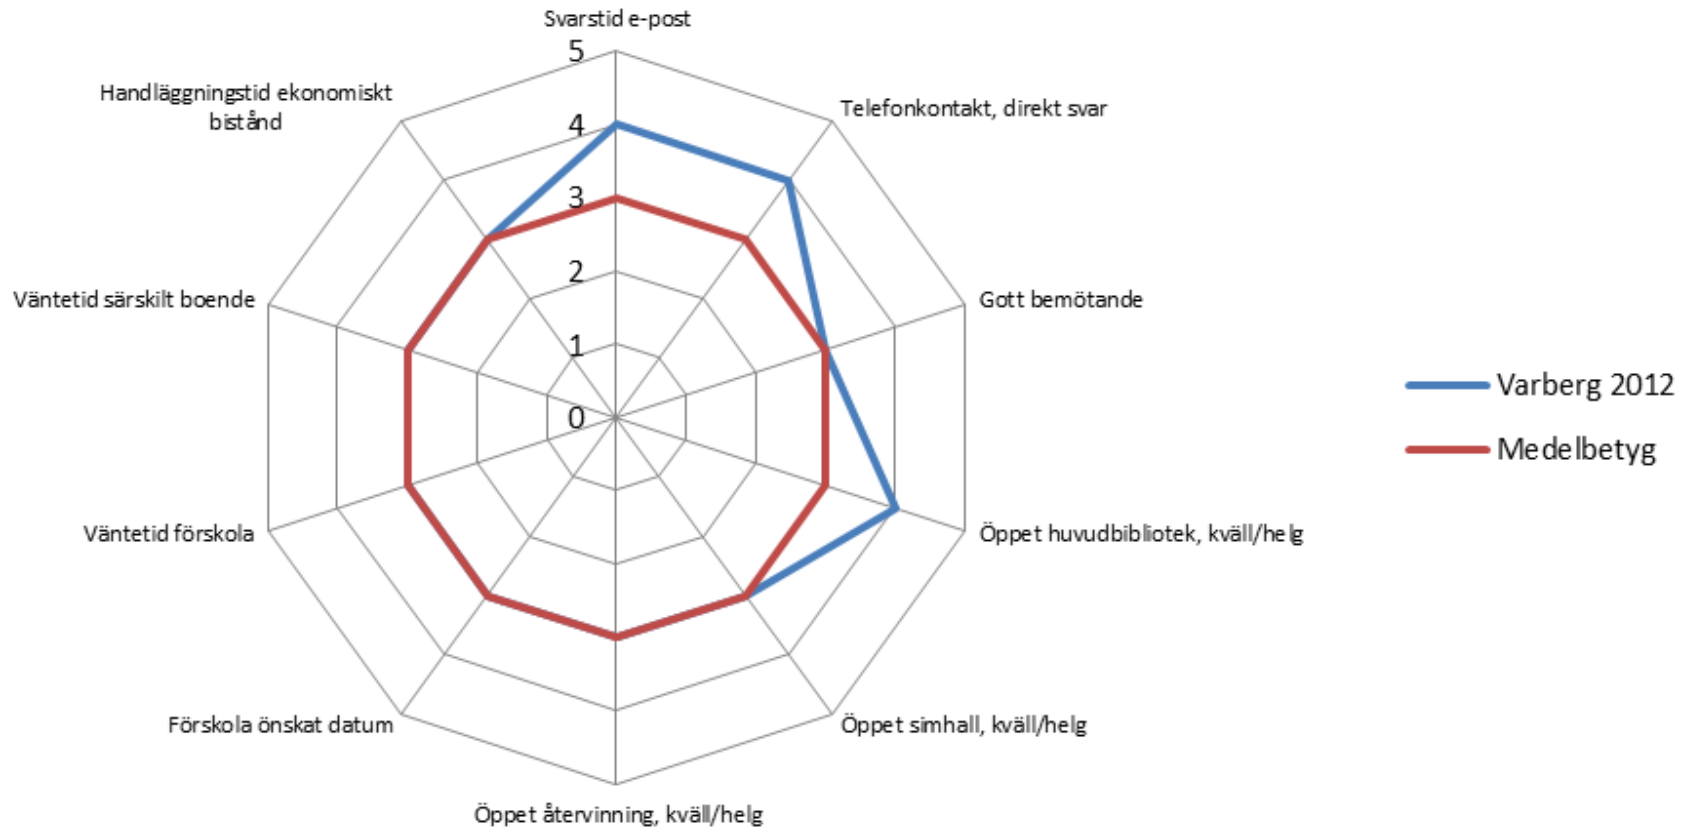 Svarstid e-post
5
Handläggningstid ekonomiskt
bistånd
Telefonkontakt, direkt svar
4
3
2
Väntetid särskilt boende
Gott bemötande
1
0
Varberg 2012
Medelbetyg
Väntetid förskola
Öppet huvudbibliotek, kväll/helg
Förskola önskat datum
Öppet simhall, kväll/helg
Öppet återvinning, kväll/helg